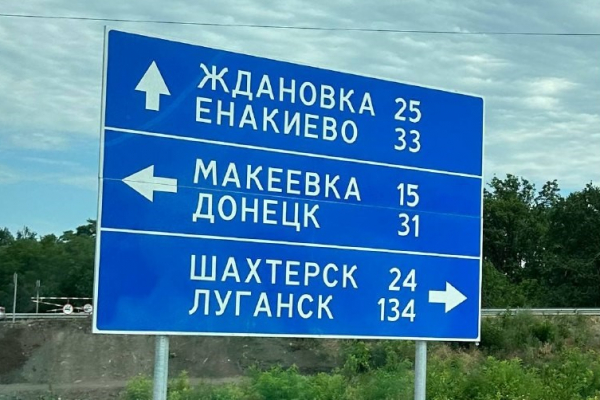 ЖДАНОВКА 25
ЕНАКИЕВО 33
МАКЕЕВКА 15
ДОНЕЦК 31
ШАХТЕРСК 24
ЛУГАНСК 134